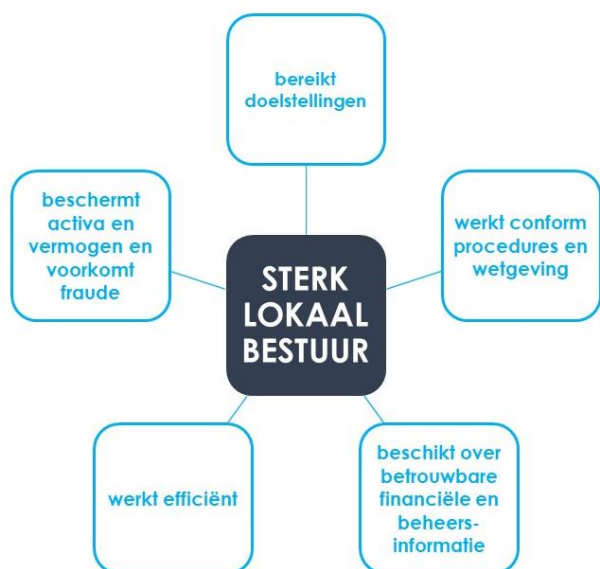 bereikt
doelstellingen
beschermt
activa en
vermogen en
voorkomt
fraude
werkt conform
procedures en
wetgeving
STERK
LOKAAL
BESTUUR
werkt efficiënt
beschikt over
betrouwbare
financiële en
beheers-
informatie